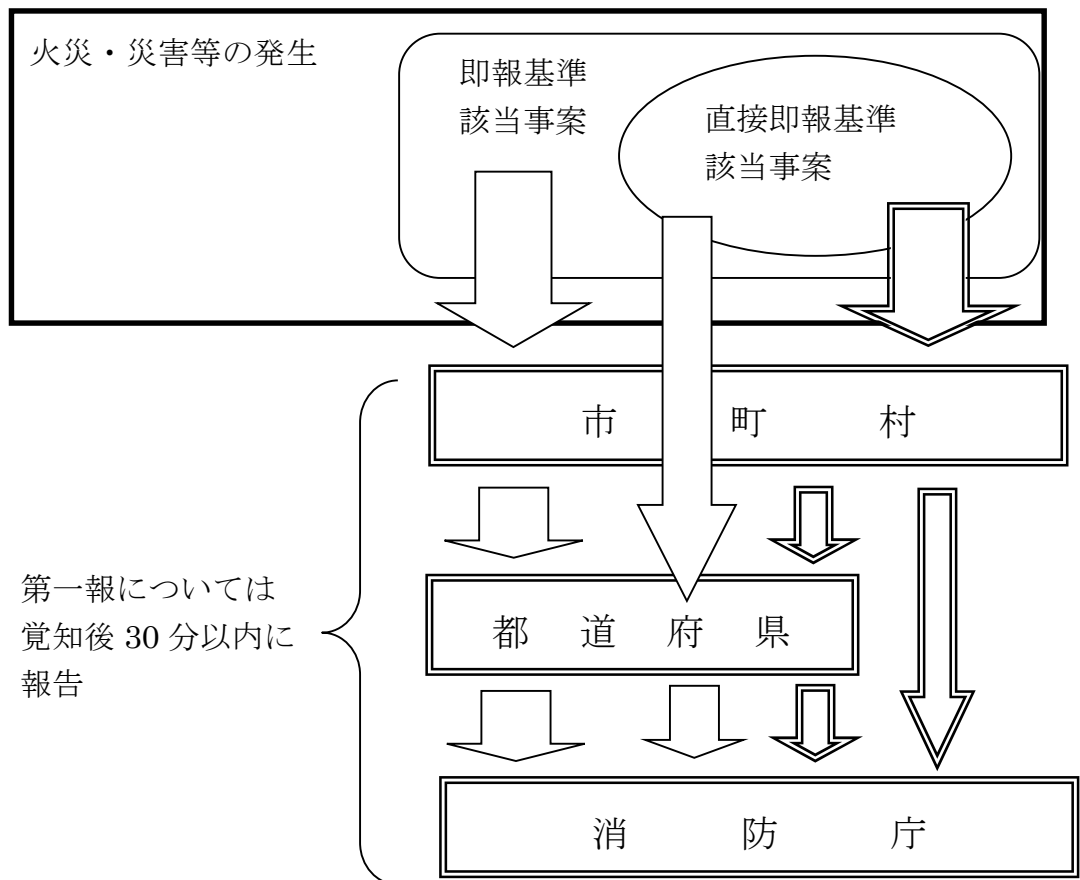 火災・災害等の発生
即報基準
該当事案
直接即報基準
該当事案
市町村
都道府県
第一報については
覚知後 30 分以内に
報告
消防庁